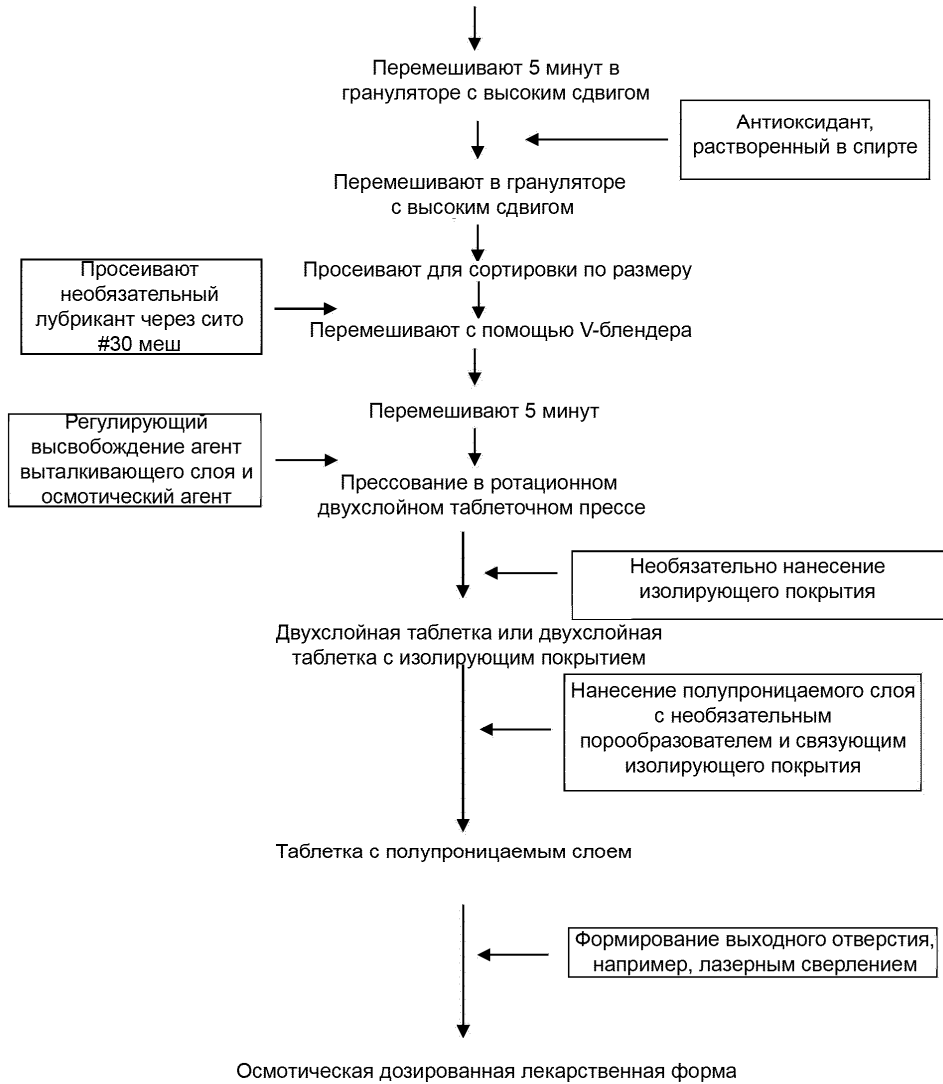 Перемешивают 5 минут в
грануляторе с высоким сдвигом
Антиоксидант,
растворенный в спирте
Перемешивают в грануляторе
с высоким сдвигом
Просеивают для сортировки по размеру
Просеивают
необязательный
лубрикант через сито
#30 меш
Перемешивают с помощью V-блендера
Перемешивают 5 минут
Регулирующий
высвобождение агент
выталкивающего слоя и
осмотический агент
Прессование в ротационном
двухслойном таблеточном прессе
Необязательно нанесение
изолирующего покрытия
Двухслойная таблетка или двухслойная
таблетка с изолирующим покрытием
Нанесение полупроницаемого слоя
с необязательным
порообразователем и связующим
изолирующего покрытия
Таблетка с полупроницаемым слоем
Формирование выходного отверстия,
например, лазерным сверлением
Осмотическая дозированная лекарственная форма